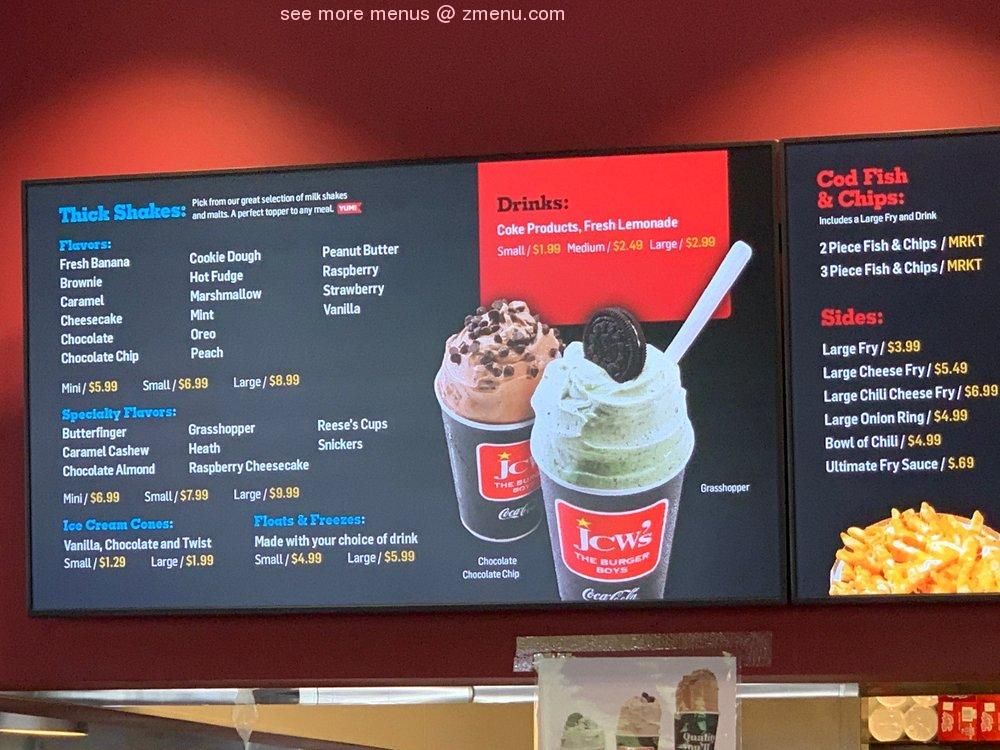 see more menus @ zmenu.com
Thick Shakes: Pick from our great selection of milk shakes
and malts. A perfect topper to any meal. YUM!
Flavors:
Fresh Banana
Brownie
Caramel
Cheesecake
Chocolate
Chocolate Chip
Cookie Dough
Hot Fudge
Marshmallow
Mint
Oreo
Peach
Peanut Butter
Raspberry
Strawberry
Vanilla
Mini / $5.99 Small / $6.99 Large / $8.99
Specialty Flavors:
Butterfinger
Caramel Cashew
Chocolate Almond
Grasshopper
Heath
Raspberry Cheesecake
Reese's Cups
Snickers
Mini / $6.99 Small / $7.99 Large / $9.99
Ice Cream Cones:
Vanilla, Chocolate and Twist
Small / $1.29 Large / $1.99
Floats & Freezes:
Made with your choice of drink
Small / $4.99 Large / $5.99
Drinks:
Coke Products, Fresh Lemonade
Small / $1.99 Medium / $2.49 Large / $2.99
Chocolate
Chocolate Chip
Grasshopper
JCW's
THE BURGER
BOYS
Coca-Cola
Coca-Cola
Cod Fish
& Chips:
Includes a Large Fry and Drink
2 Piece Fish & Chips / MRKT
3 Piece Fish & Chips / MRKT
Sides:
Large Fry / $3.99
Large Cheese Fry / $5.49
Large Chili Cheese Fry / $6.99
Large Onion Ring / $4.99
Bowl of Chili / $4.99
Ultimate Fry Sauce / $.69